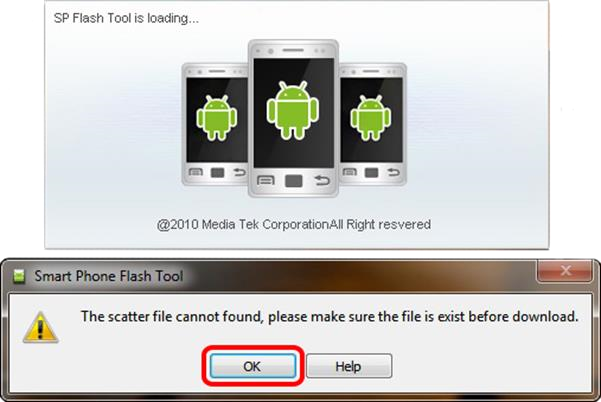 SP Flash Tool is loading...
@2010 Media Tek CorporationAll Right resvered
Smart Phone Flash Tool
The scatter file cannot found, please make sure the file is exist before download.
OK
Help